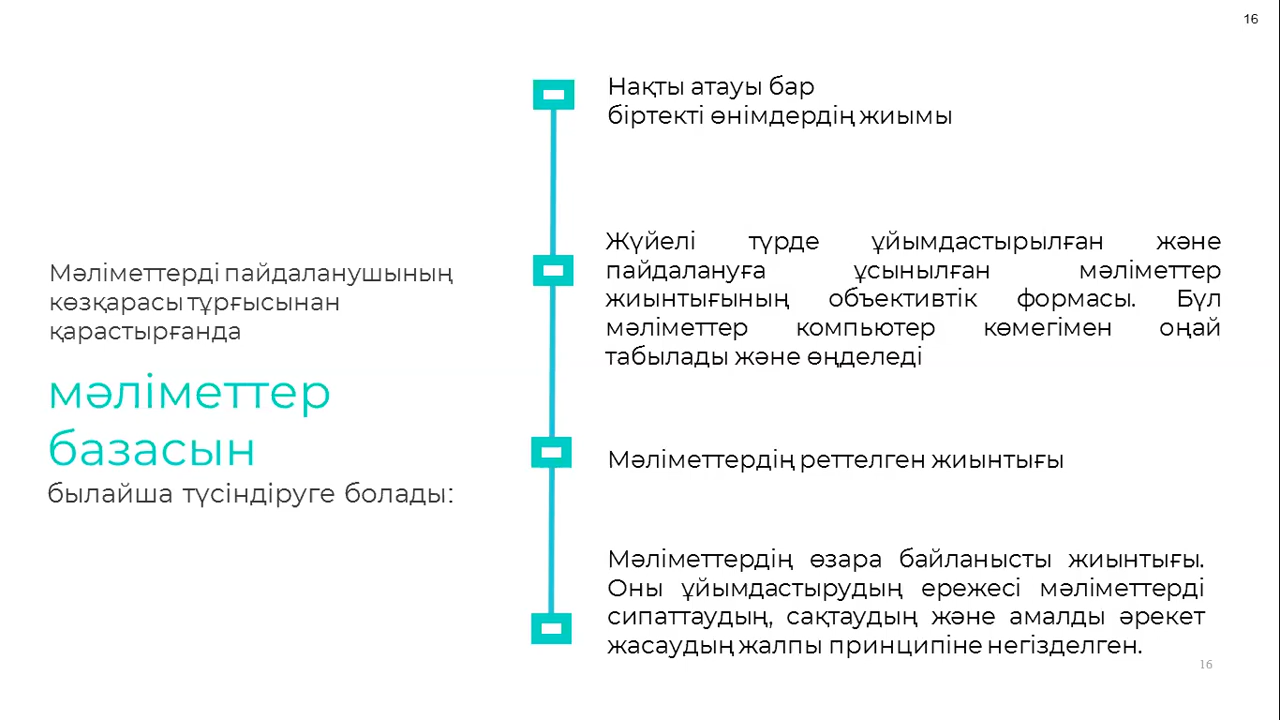 16
Мәліметтерді пайдаланушының
көзқарасы тұрғысынан
қарастырғанда
мәліметтер
базасын
былайша түсіндіруге болады:
Нақты атауы бар
біртекті өнімдердің жиымы
Жүйелі түрде ұйымдастырылған және
пайдалануға ұсынылған мәліметтер
жиынтығының объективтік формасы. Бұл
мәліметтер компьютер көмегімен оңай
табылады және өңделеді
Мәліметтердің реттелген жиынтығы
Мәліметтердің өзара байланысты жиынтығы.
Оны ұйымдастырудың ережесі мәліметтерді
сипаттаудың, сақтаудың және амалды әрекет
жасаудың жалпы принципіне негізделген.
16